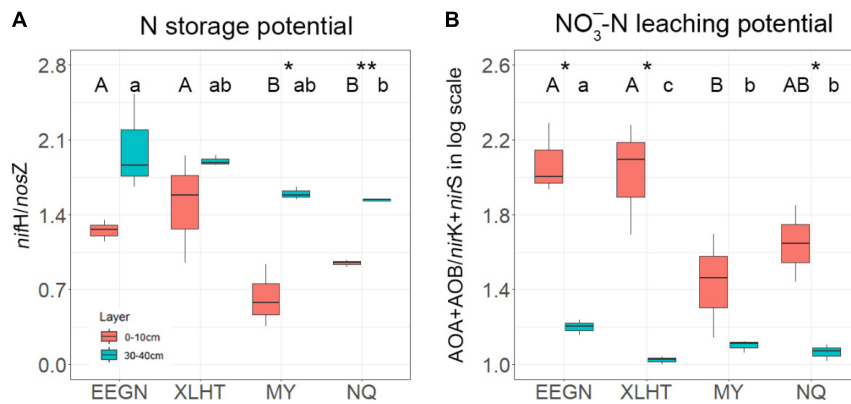 A
N storage potential
2.8
2.1
1.4
0.7
0.0
nifH/nosZ
A a A ab B * ab B ** b
Layer
0-10cm
30-40cm
EEGN XLHT MY NQ
B
NO₃⁻-N leaching potential
2.6
2.2
1.8
1.4
1.0
AOA+AOB/nirK+nirS in log scale
A * a A * c B b AB * b
EEGN XLHT MY NQ